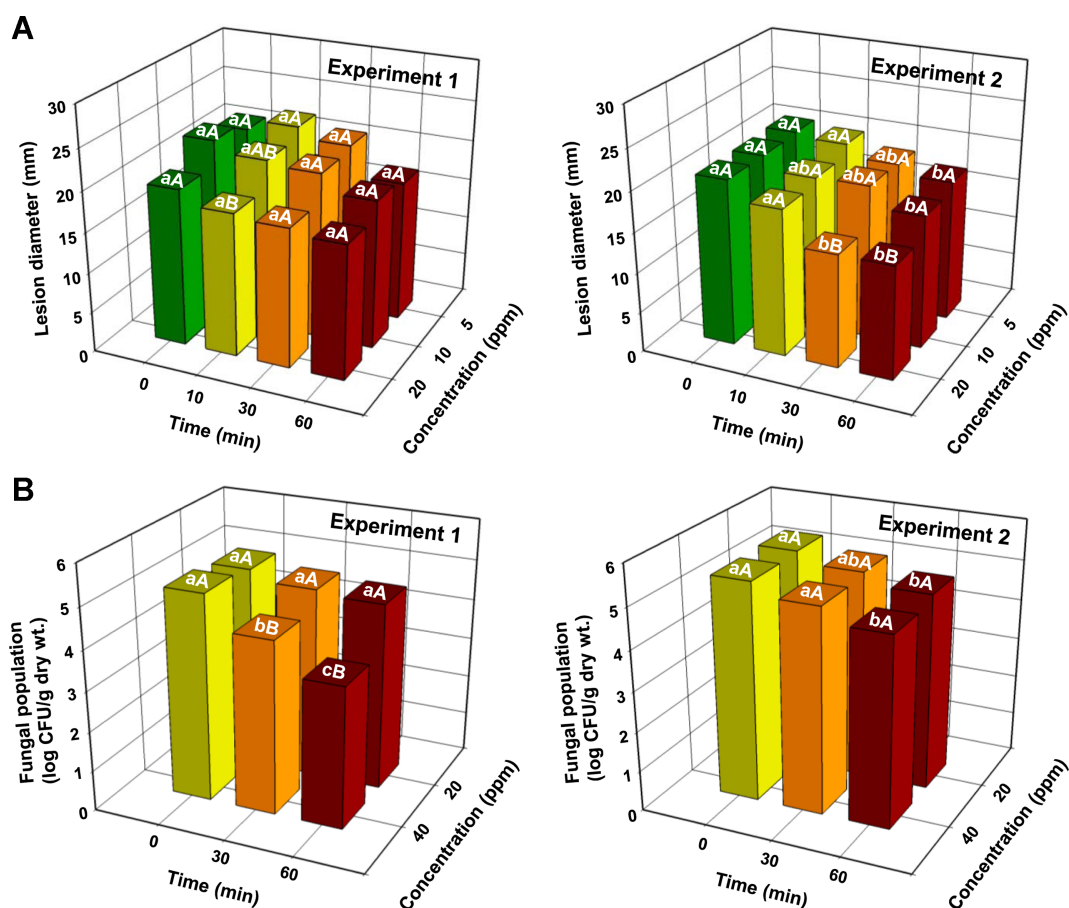 A
Experiment 1
Lesion diameter (mm)
30
25
20
15
10
5
0
aA
aA
aA
aA
aAB
aB
aA
aA
aA
aA
aA
aA
0
10
30
60
Time (min)
5
10
20
Concentration (ppm)
Experiment 2
Lesion diameter (mm)
30
25
20
15
10
5
0
aA
aA
aA
aA
abA
aA
abA
abA
bB
bA
bA
bB
0
10
30
60
Time (min)
5
10
20
Concentration (ppm)
B
Experiment 1
Fungal population
(log CFU/g dry wt.)
6
5
4
3
2
1
0
aA
aA
aA
bB
aA
cB
0
30
60
Time (min)
20
40
Concentration (ppm)
Experiment 2
Fungal population
(log CFU/g dry wt.)
6
5
4
3
2
1
0
aA
aA
abA
aA
bA
bA
0
30
60
Time (min)
20
40
Concentration (ppm)